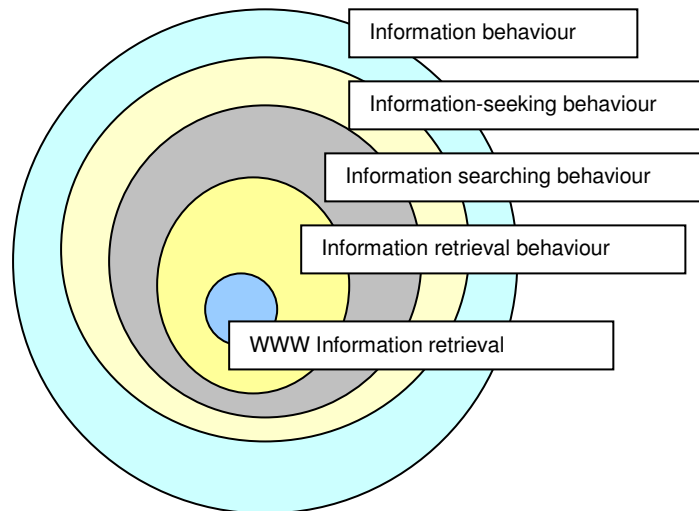 Information behaviour
Information-seeking behaviour
Information searching behaviour
Information retrieval behaviour
WWW Information retrieval